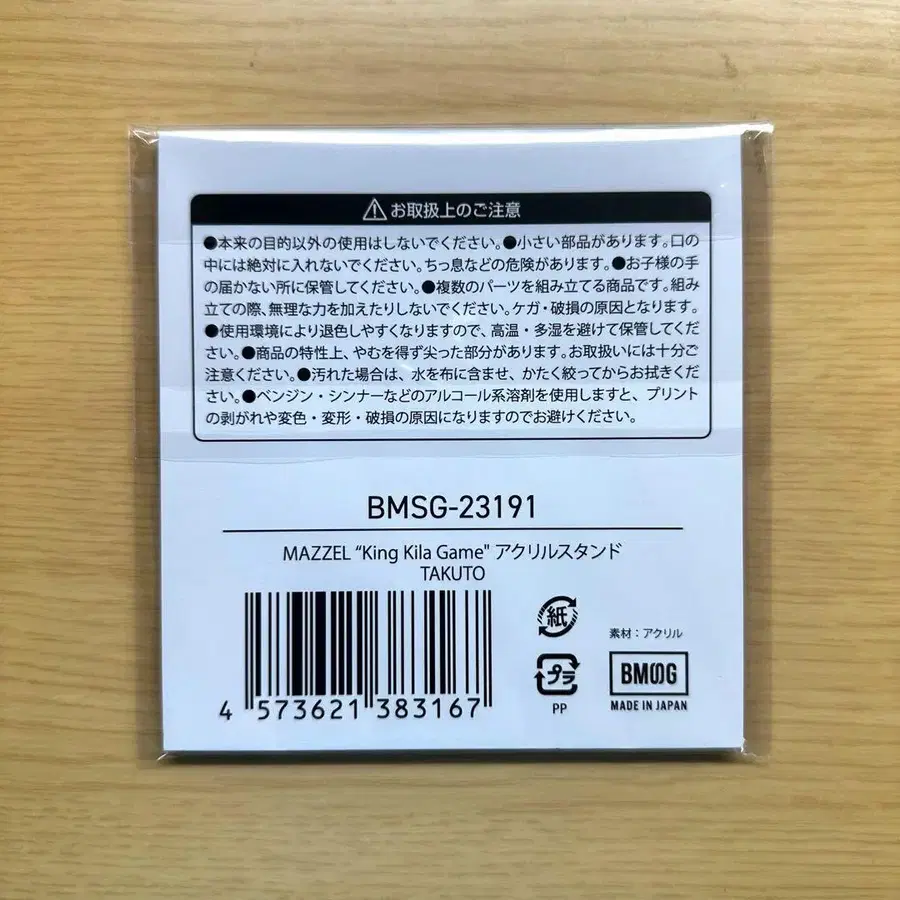 ⚠お取扱上のご注意
●本来の目的以外の使用はしないでください。●小さい部品があります。口の
中には絶対に入れないでください。ちっ息などの危険があります。●お子様の手
の届かない所に保管してください。●複数のパーツを組み立てる商品です。組み
立ての際、無理な力を加えたりしないでください。ケガ・破損の原因となります。
●使用環境により退色しやすくなりますので、高温・多湿を避けて保管してくだ
さい。●商品の特性上、やむを得ず尖った部分があります。お取扱いには十分ご
注意ください。●汚れた場合は、水を布に含ませ、かたく絞ってからお拭きくだ
さい。●ベンジン・シンナーなどのアルコール系溶剤を使用しますと、プリント
の剥がれや変色・変形・破損の原因になりますのでお避けください。
BMSG-23191
MAZZEL “King Kila Game" アクリルスタンド
TAKUTO
4 573621 383167
紙
プラ
PP
素材：アクリル
BMSG
MADE IN JAPAN